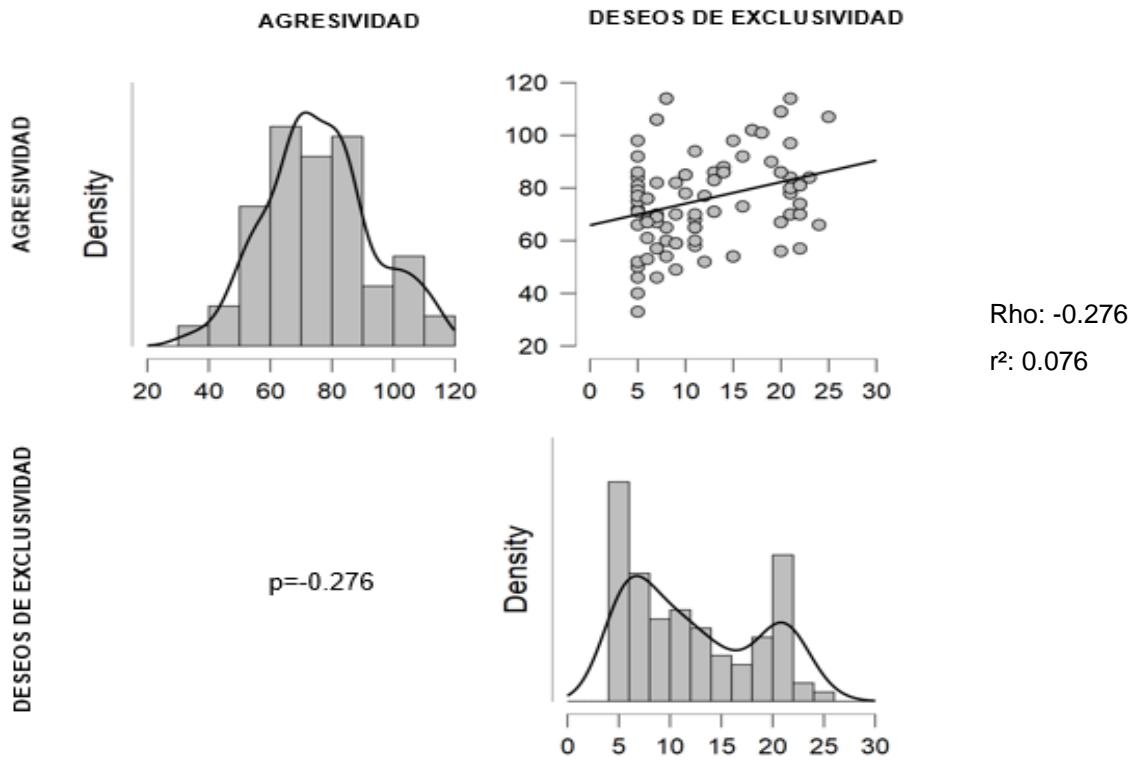 AGRESIVIDAD
DESEOS DE EXCLUSIVIDAD
AGRESIVIDAD
Density
20 40 60 80 100 120
120
100
80
60
40
20
0 5 10 15 20 25 30
Rho: -0.276
r²: 0.076
DESEOS DE EXCLUSIVIDAD
p=-0.276
Density
0 5 10 15 20 25 30